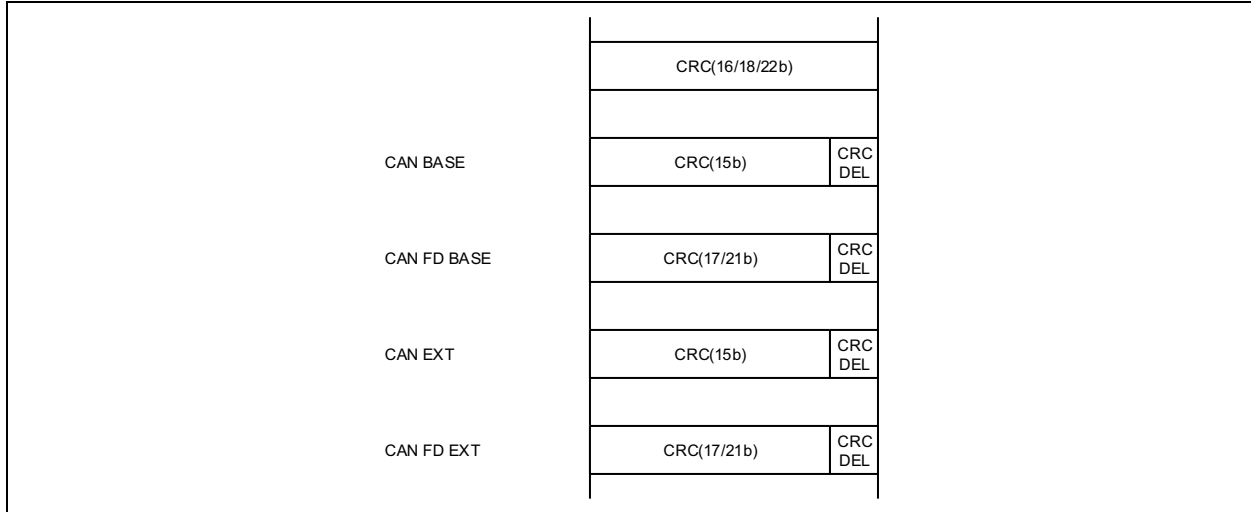 CRC(16/18/22b)
CAN BASE
CRC(15b)
CRC
DEL
CAN FD BASE
CRC(17/21b)
CRC
DEL
CAN EXT
CRC(15b)
CRC
DEL
CAN FD EXT
CRC(17/21b)
CRC
DEL